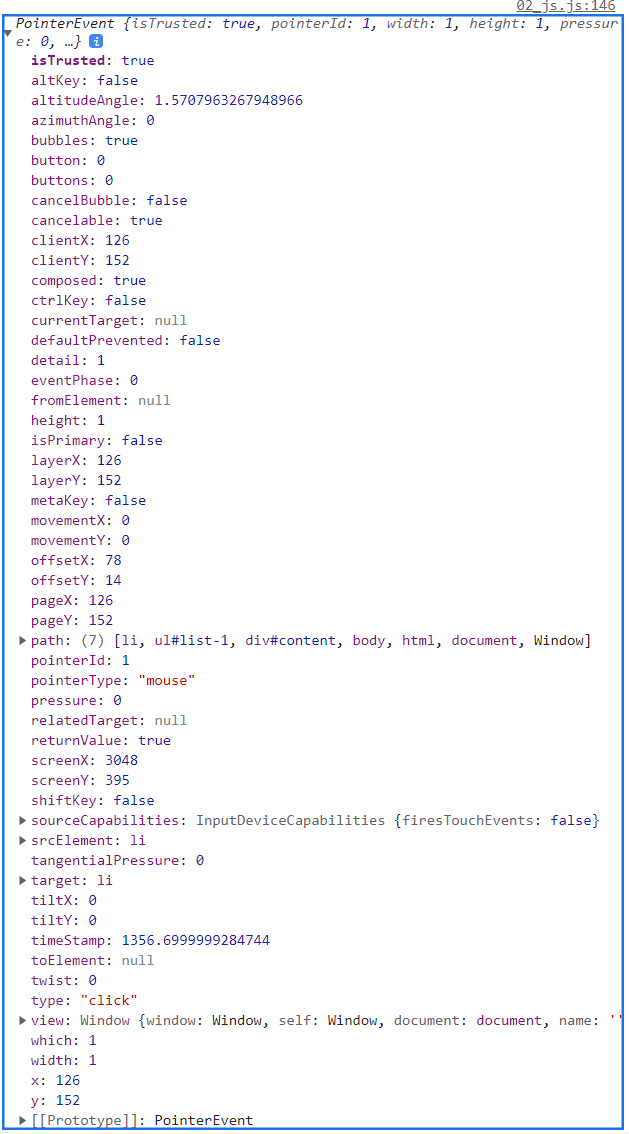 02_js.js:146
PointerEvent {isTrusted: true, pointerId: 1, width: 1, height: 1, pressur
e: 0, …} i
isTrusted: true
altKey: false
altitudeAngle: 1.5707963267948966
azimuthAngle: 0
bubbles: true
button: 0
buttons: 0
cancelBubble: false
cancelable: true
clientX: 126
clientY: 152
composed: true
ctrlKey: false
currentTarget: null
defaultPrevented: false
detail: 1
eventPhase: 0
fromElement: null
height: 1
isPrimary: false
layerX: 126
layerY: 152
metaKey: false
movementX: 0
movementY: 0
offsetX: 78
offsetY: 14
pageX: 126
pageY: 152
path: (7) [li, ul#list-1, div#content, body, html, document, Window]
pointerId: 1
pointerType: "mouse"
pressure: 0
relatedTarget: null
returnValue: true
screenX: 3048
screenY: 395
shiftKey: false
sourceCapabilities: InputDeviceCapabilities {firesTouchEvents: false}
srcElement: li
tangentialPressure: 0
target: li
tiltX: 0
tiltY: 0
timeStamp: 1356.6999999284744
toElement: null
twist: 0
type: "click"
view: Window {window: Window, self: Window, document: document, name: ''
which: 1
width: 1
x: 126
y: 152
[[Prototype]]: PointerEvent